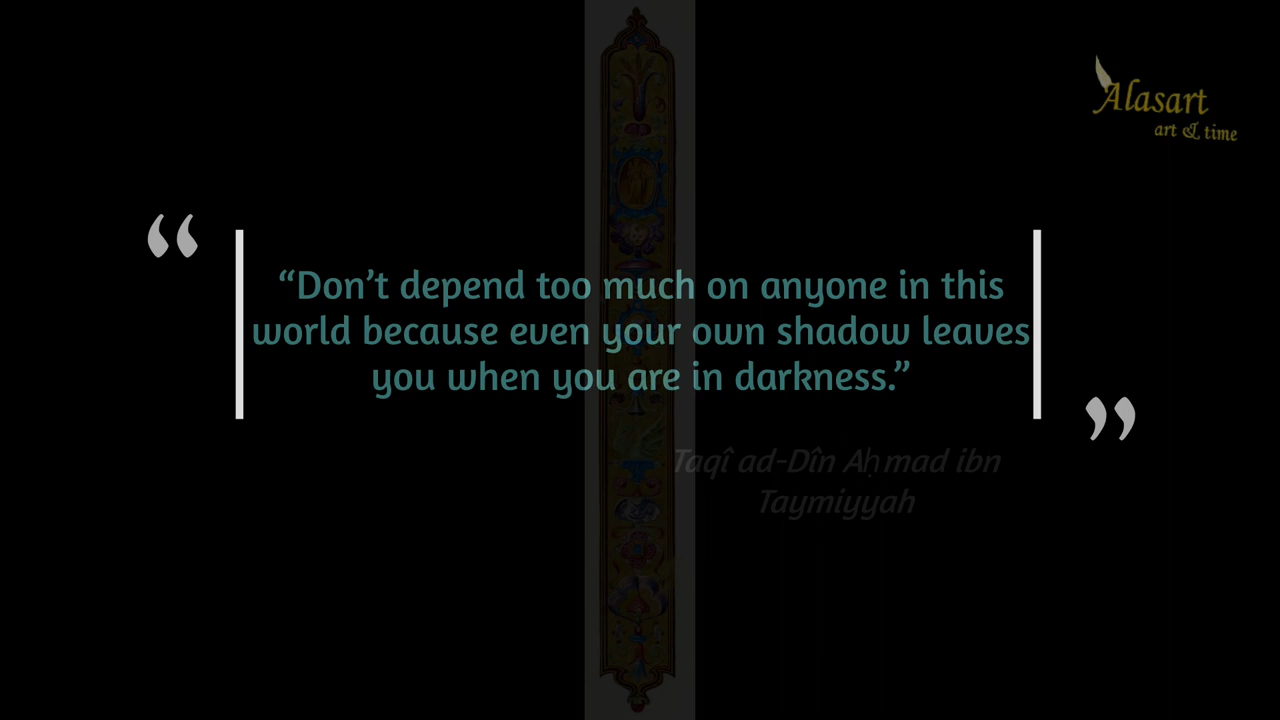 Alasart
art & time
“
“Don’t depend too much on anyone in this
world because even your own shadow leaves
you when you are in darkness.”
”
Taqî ad-Dîn Aḥmad ibn
Taymiyyah